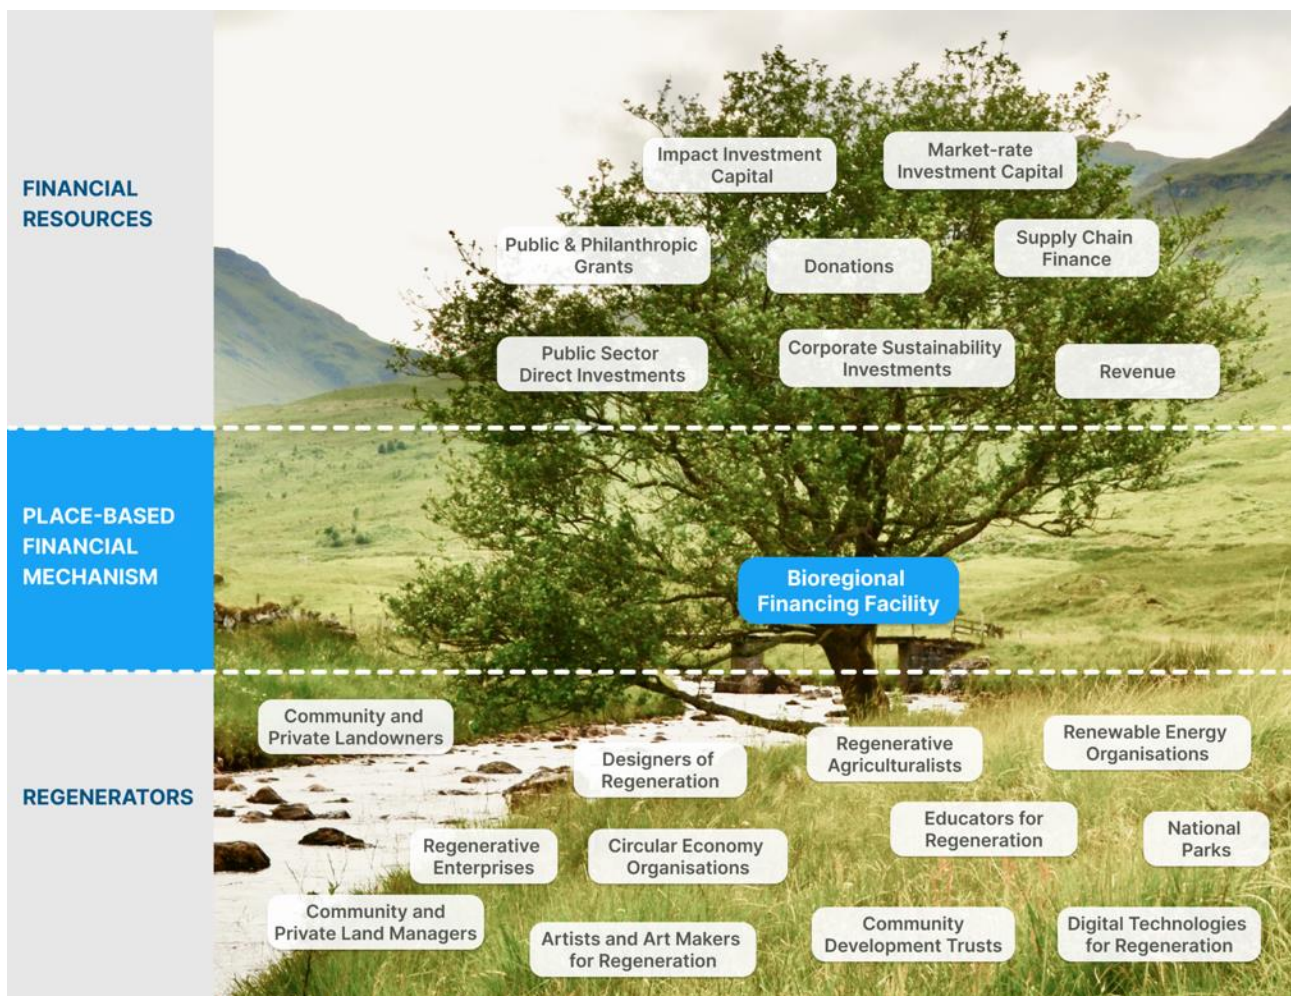 FINANCIAL
RESOURCES
Impact Investment
Capital
Market-rate
Investment Capital
Public & Philanthropic
Grants
Donations
Supply Chain
Finance
Public Sector
Direct Investments
Corporate Sustainability
Investments
Revenue
PLACE-BASED
FINANCIAL
MECHANISM
Bioregional
Financing Facility
REGENERATORS
Community and
Private Landowners
Designers of
Regeneration
Regenerative
Agriculturalists
Renewable Energy
Organisations
Regenerative
Enterprises
Circular Economy
Organisations
Educators for
Regeneration
National
Parks
Community and
Private Land Managers
Artists and Art Makers
for Regeneration
Community
Development Trusts
Digital Technologies
for Regeneration